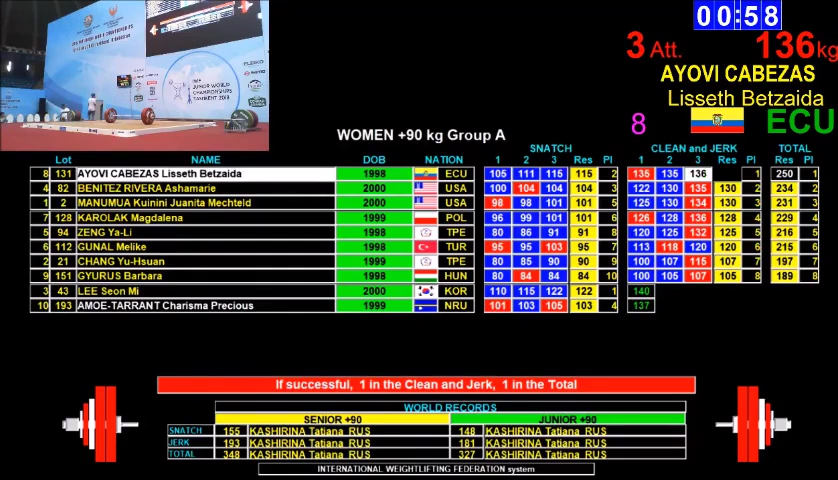 IWF
JUNIOR WORLD
CHAMPIONSHIPS
TASHKENT 2018
00:58
3 Att. 136kg
AYOVI CABEZAS
Lisseth Betzaida
8 ECU
WOMEN +90 kg Group A
SNATCH CLEAN and JERK TOTAL
Lot NAME DOB NATION 1 2 3 Res Pl 1 2 3 Res Pl Res Pl
8 131 AYOVI CABEZAS Lisseth Betzaida 1998 ECU 105 111 115 115 2 135 135 136 1 250 1
4 82 BENITEZ RIVERA Ashamarie 2000 USA 100 104 104 104 3 122 130 135 130 2 234 2
1 2 MANUMUA Kuinini Juanita Mechteld 2000 USA 98 98 101 101 5 125 130 134 130 3 231 3
7 128 KAROLAK Magdalena 1999 POL 96 99 101 101 6 126 128 136 128 4 229 4
5 94 ZENG Ya-Li 1999 TPE 80 86 91 91 8 120 125 132 125 5 216 5
6 112 GUNAL Melike 1998 TUR 95 95 103 95 7 113 118 120 120 6 215 6
2 21 CHANG Yu-Hsuan 1999 TPE 80 85 90 90 9 100 107 115 107 7 197 7
9 151 GYURUS Barbara 1998 HUN 80 84 84 84 10 100 105 107 105 8 189 8
3 43 LEE Seon Mi 2000 KOR 110 115 122 122 1 140
10 193 AMOE-TARRANT Charisma Precious 1999 NRU 101 103 105 103 4 137
If successful, 1 in the Clean and Jerk, 1 in the Total
WORLD RECORDS
SENIOR +90 JUNIOR +90
SNATCH 155 KASHIRINA Tatiana RUS 148 KASHIRINA Tatiana RUS
JERK 193 KASHIRINA Tatiana RUS 181 KASHIRINA Tatiana RUS
TOTAL 348 KASHIRINA Tatiana RUS 327 KASHIRINA Tatiana RUS
INTERNATIONAL WEIGHTLIFTING FEDERATION system